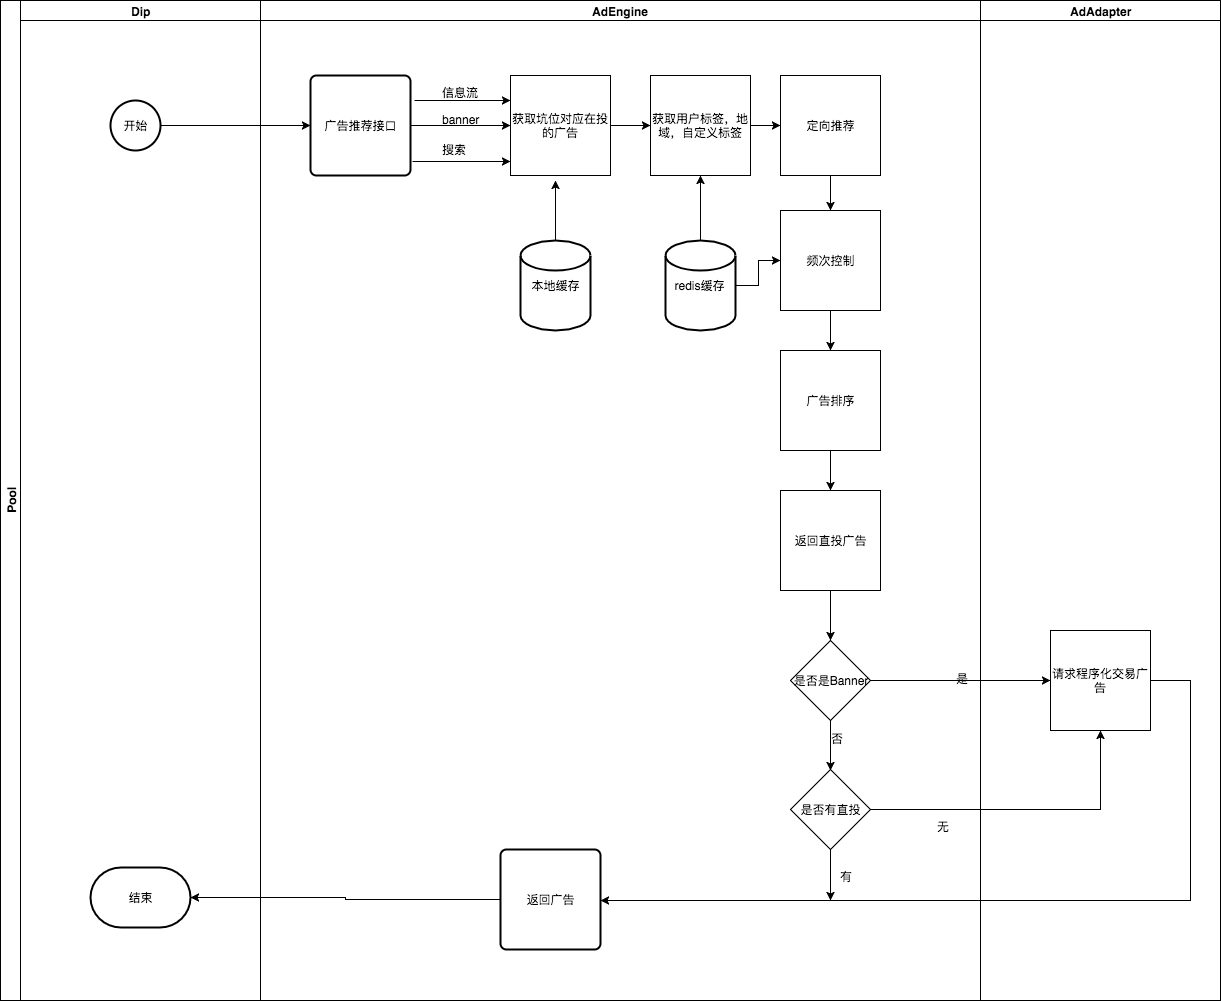 Dip
AdEngine
AdAdapter
Pool
开始
广告推荐接口
信息流
banner
搜索
获取坑位对应在投
的广告
获取用户标签，地
域，自定义标签
定向推荐
本地缓存
redis缓存
频次控制
广告排序
返回直投广告
是否是Banner
是
请求程序化交易广
告
否
是否有直投
无
有
返回广告
结束